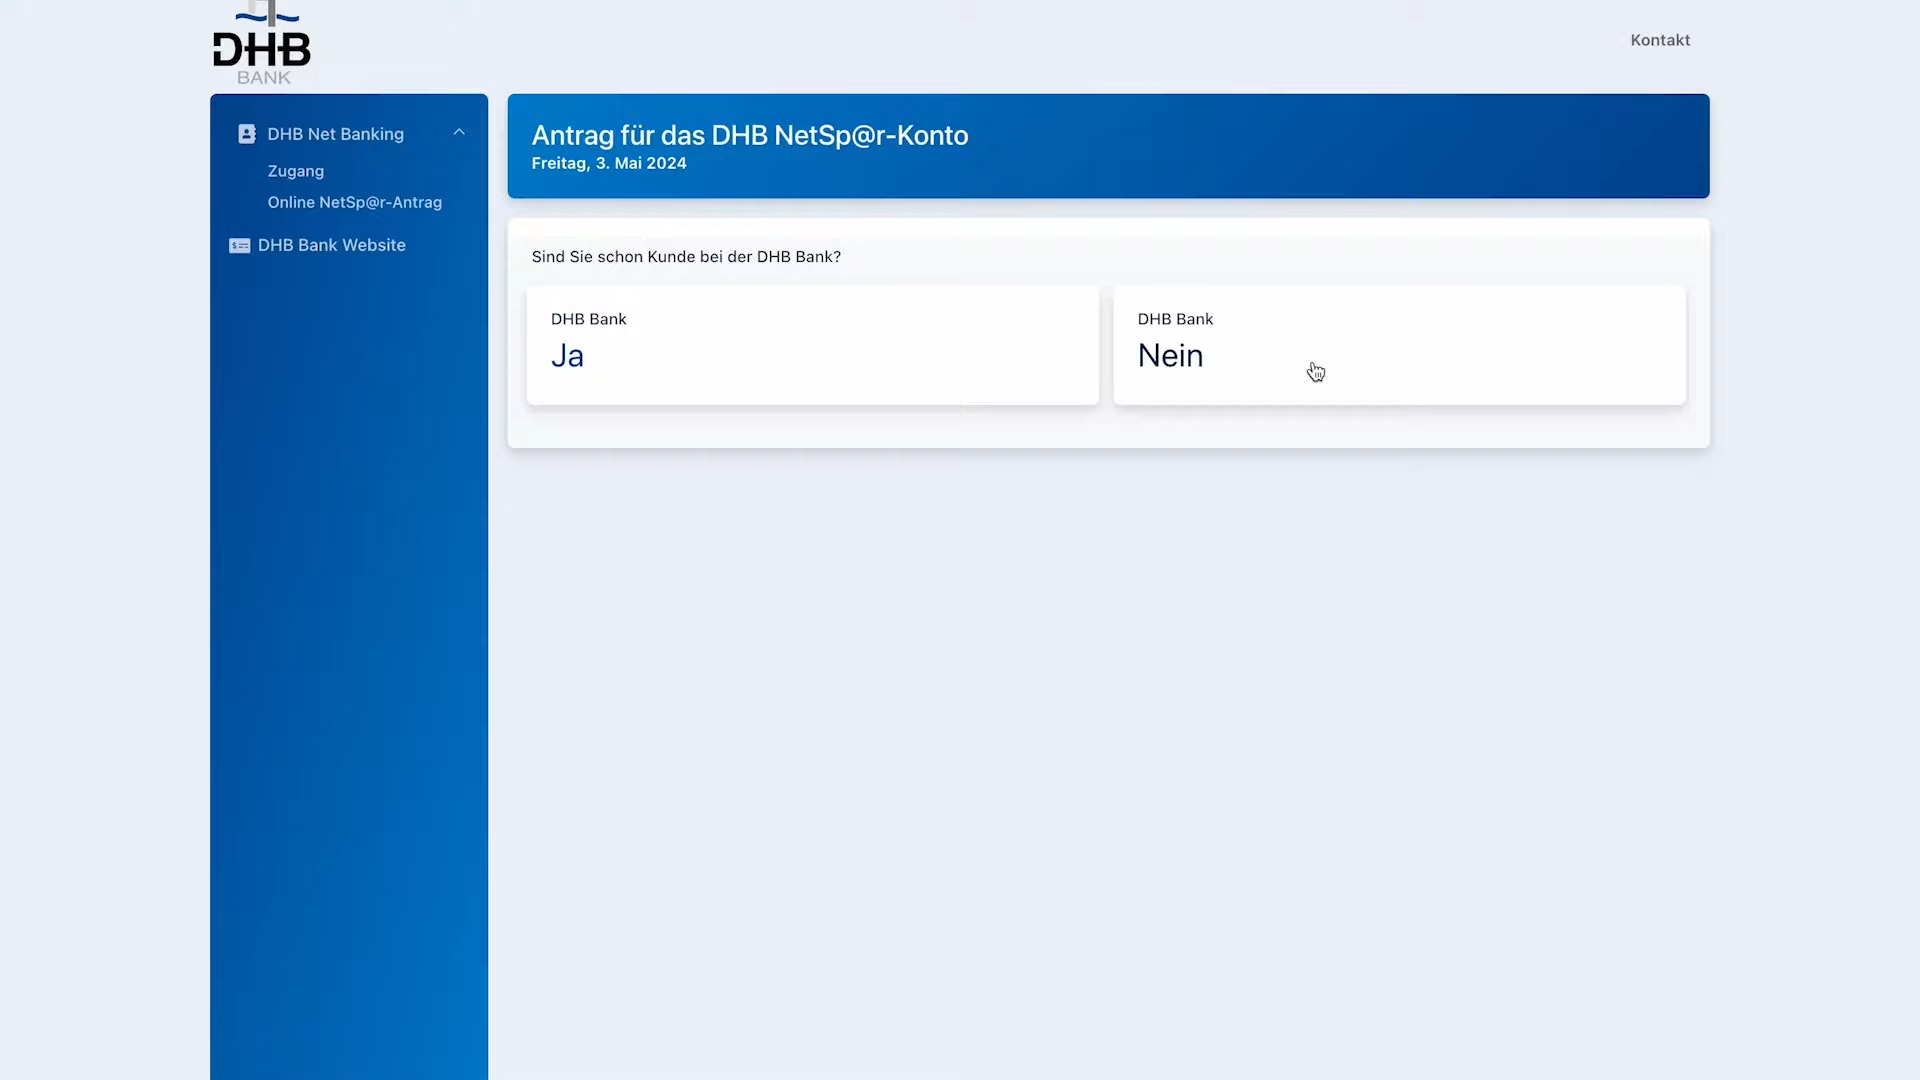 DHB
BANK
Kontakt
DHB Net Banking
Zugang
Online NetSp@r-Antrag
DHB Bank Website
Antrag für das DHB NetSp@r-Konto
Freitag, 3. Mai 2024
Sind Sie schon Kunde bei der DHB Bank?
DHB Bank
Ja
DHB Bank
Nein